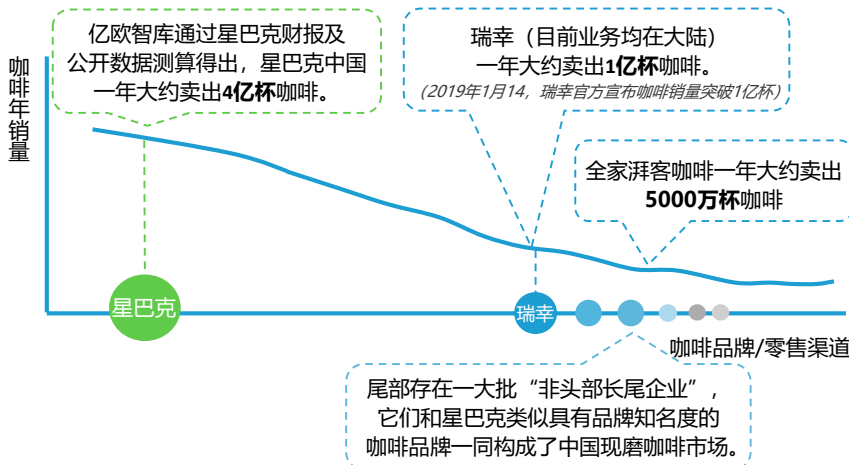 亿欧智库通过星巴克财报及
公开数据测算得出，星巴克中国
一年大约卖出4亿杯咖啡。
瑞幸（目前业务均在大陆）
一年大约卖出1亿杯咖啡。
(2019年1月14，瑞幸官方宣布咖啡销量突破1亿杯)
咖啡年销量
全家湃客咖啡一年大约卖出
5000万杯咖啡
星巴克
瑞幸
咖啡品牌/零售渠道
尾部存在一大批“非头部长尾企业”，
它们和星巴克类似具有品牌知名度的
咖啡品牌一同构成了中国现磨咖啡市场。